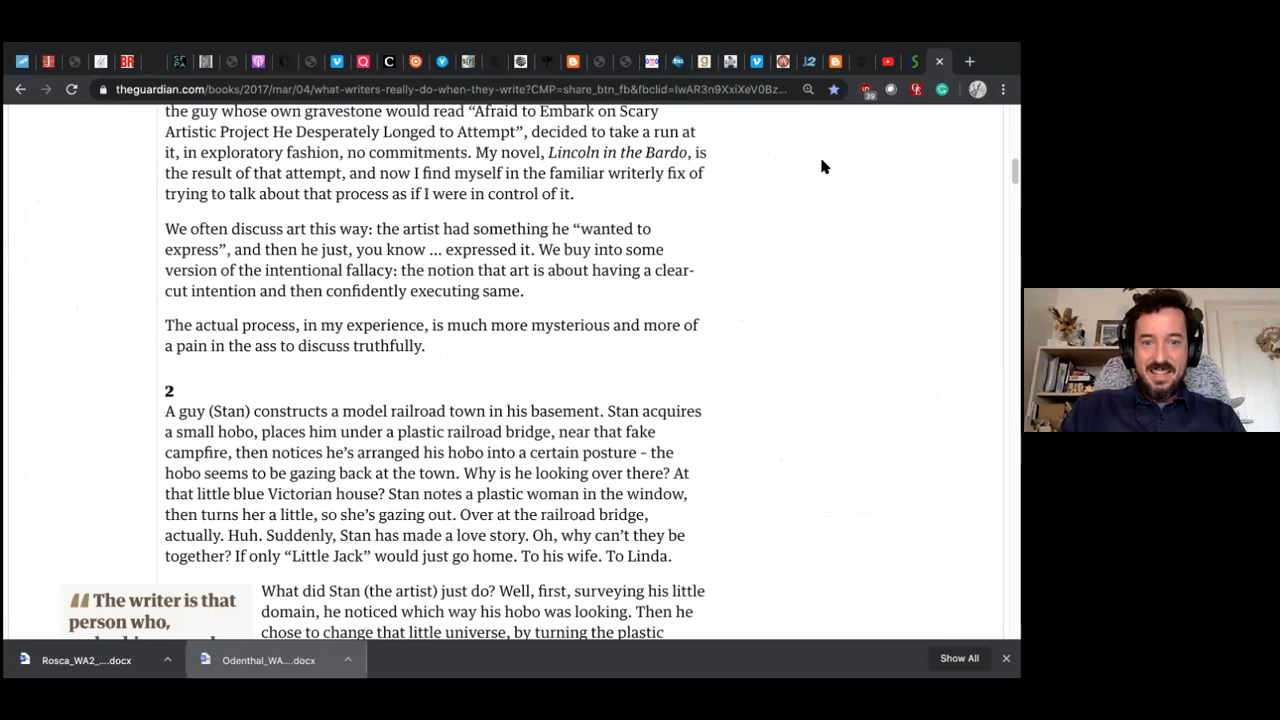 theguardian.com/books/2017/mar/04/what-writers-really-do-when-they-write?CMP=share_btn_fb&fbclid=IwAR3n9XxiXeV0Bz...
the guy whose own gravestone would read “Afraid to Embark on Scary
Artistic Project He Desperately Longed to Attempt”, decided to take a run at
it, in exploratory fashion, no commitments. My novel, Lincoln in the Bardo, is
the result of that attempt, and now I find myself in the familiar writerly fix of
trying to talk about that process as if I were in control of it.
We often discuss art this way: the artist had something he “wanted to
express”, and then he just, you know ... expressed it. We buy into some
version of the intentional fallacy: the notion that art is about having a clear-
cut intention and then confidently executing same.
The actual process, in my experience, is much more mysterious and more of
a pain in the ass to discuss truthfully.
2
A guy (Stan) constructs a model railroad town in his basement. Stan acquires
a small hobo, places him under a plastic railroad bridge, near that fake
campfire, then notices he’s arranged his hobo into a certain posture – the
hobo seems to be gazing back at the town. Why is he looking over there? At
that little blue Victorian house? Stan notes a plastic woman in the window,
then turns her a little, so she’s gazing out. Over at the railroad bridge,
actually. Huh. Suddenly, Stan has made a love story. Oh, why can’t they be
together? If only “Little Jack” would just go home. To his wife. To Linda.
What did Stan (the artist) just do? Well, first, surveying his little
domain, he noticed which way his hobo was looking. Then he
chose to change that little universe, by turning the plastic
The writer is that
person who,
Rosca_WA2_....docx
Odenthal_WA....docx
Show All